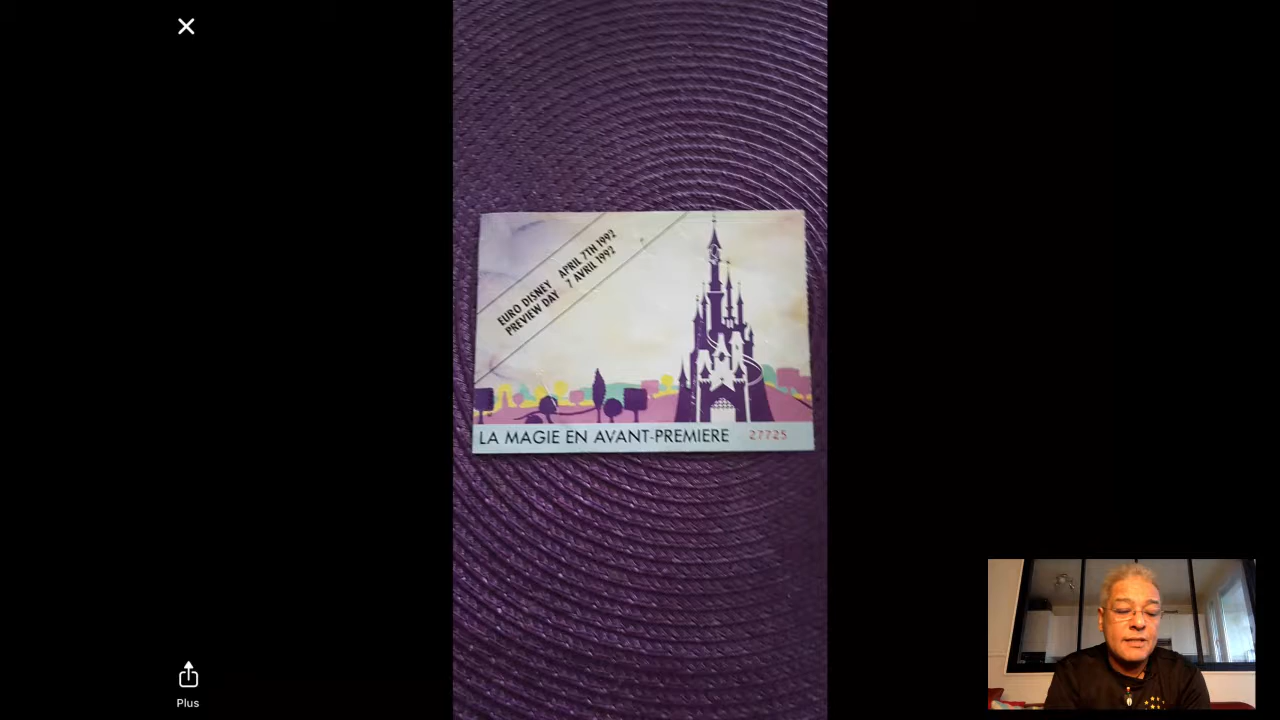 EURO DISNEY APRIL 7TH 1992
PREVIEW DAY 7 AVRIL 1992
LA MAGIE EN AVANT-PREMIERE 27725
Plus